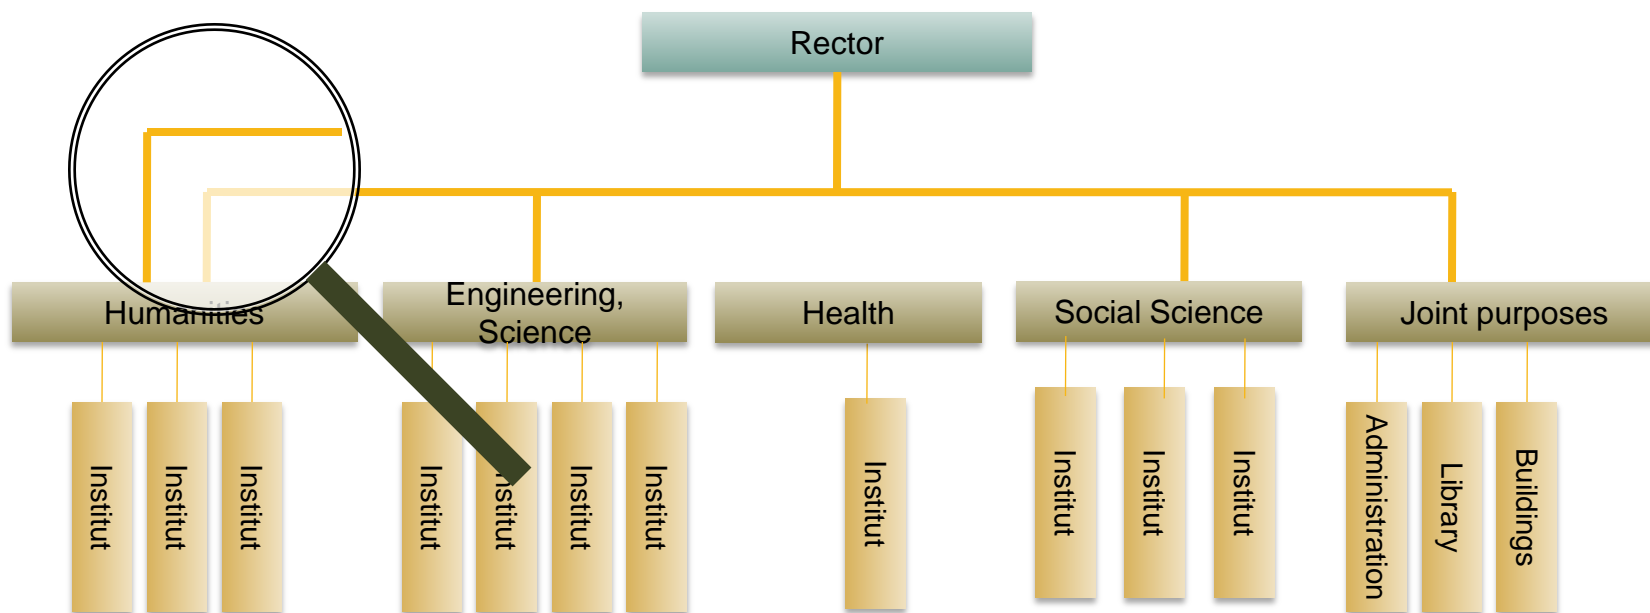 Rector
Humanities
Engineering,
Science
Health
Social Science
Joint purposes
Institut
Institut
Institut
Institut
Institut
Institut
Institut
Institut
Institut
Institut
Institut
Administration
Library
Buildings